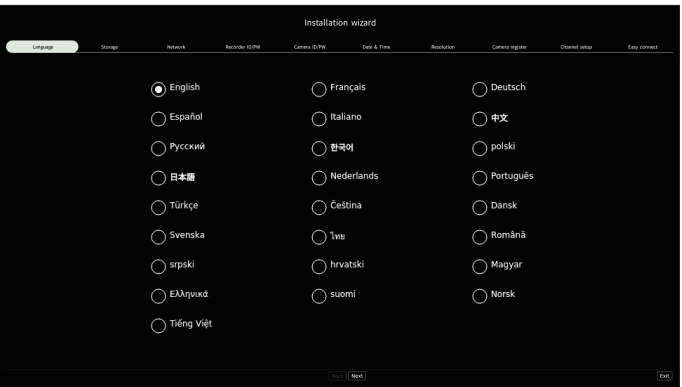 Installation wizard
Language Storage Network Recorder ID/PW Camera ID/PW Date & Time Resolution Camera register Channel setup Easy connect
English Français Deutsch
Español Italiano 中文
Русский 한국어 polski
日本語 Nederlands Português
Türkçe Čeština Dansk
Svenska ไทย Română
srpski hrvatski Magyar
Ελληνικά suomi Norsk
Tiếng Việt
Back Next Exit